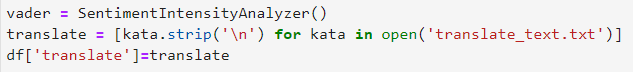 vader = SentimentIntensityAnalyzer()
translate = [kata.strip('\n') for kata in open('translate_text.txt')]
df['translate']=translate